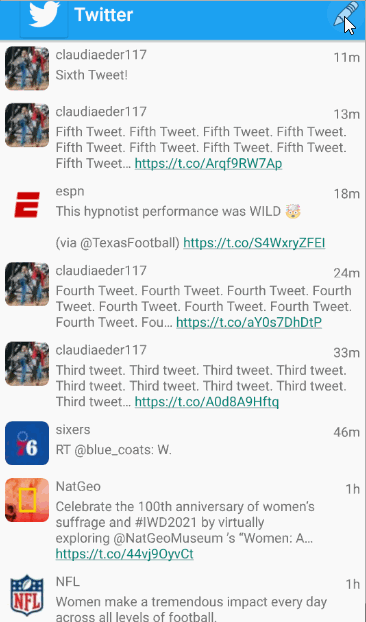 Twitter
claudiaeder117 11m
Sixth Tweet!
claudiaeder117 13m
Fifth Tweet. Fifth Tweet. Fifth Tweet. Fifth Tweet.
Fifth Tweet. Fifth Tweet. Fifth Tweet. Fifth Tweet.
Fifth Tweet... https://t.co/Arqf9RW7Ap
espn 18m
This hypnotist performance was WILD 🤯
(via @TexasFootball) https://t.co/S4WxryZFEI
claudiaeder117 24m
Fourth Tweet. Fourth Tweet. Fourth Tweet. Fourth
Tweet. Fourth Tweet. Fourth Tweet. Fourth Tweet.
Fourth Tweet. Fou... https://t.co/aY0s7DhDtP
claudiaeder117 33m
Third tweet. Third tweet. Third tweet. Third tweet.
Third tweet. Third tweet. Third tweet. Third tweet.
Third tweet... https://t.co/A0d8A9Hftq
sixers 46m
76
RT @blue_coats: W.
NatGeo 1h
Celebrate the 100th anniversary of women's
suffrage and #IWD2021 by virtually
exploring @NatGeoMuseum 's "Women: A...
https://t.co/44vj9OyvCt
NFL 1h
NFL
Women make a tremendous impact every day
across all levels of football.